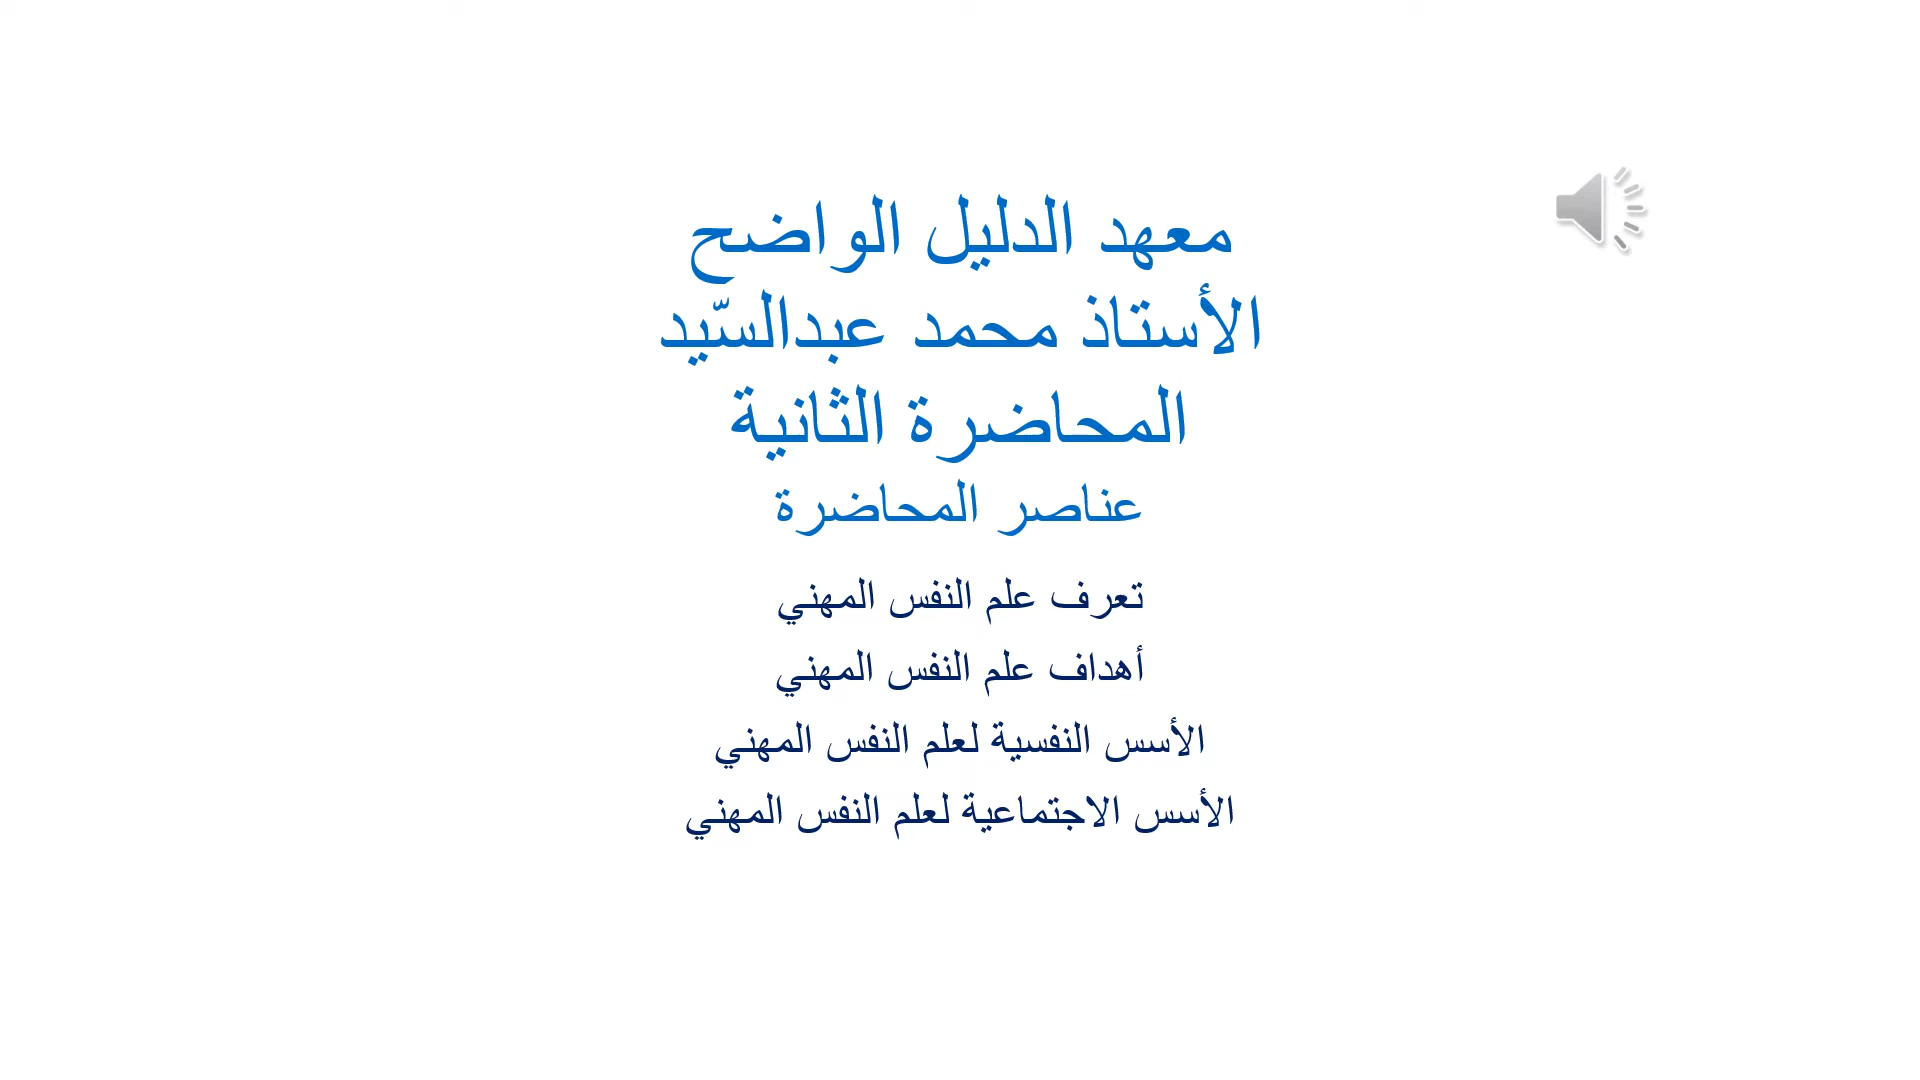 معهد الدليل الواضح
الأستاذ محمد عبدالسّيد
المحاضرة الثانية
عناصر المحاضرة
تعرف علم النفس المهني
أهداف علم النفس المهني
الأسس النفسية لعلم النفس المهني
الأسس الاجتماعية لعلم النفس المهني